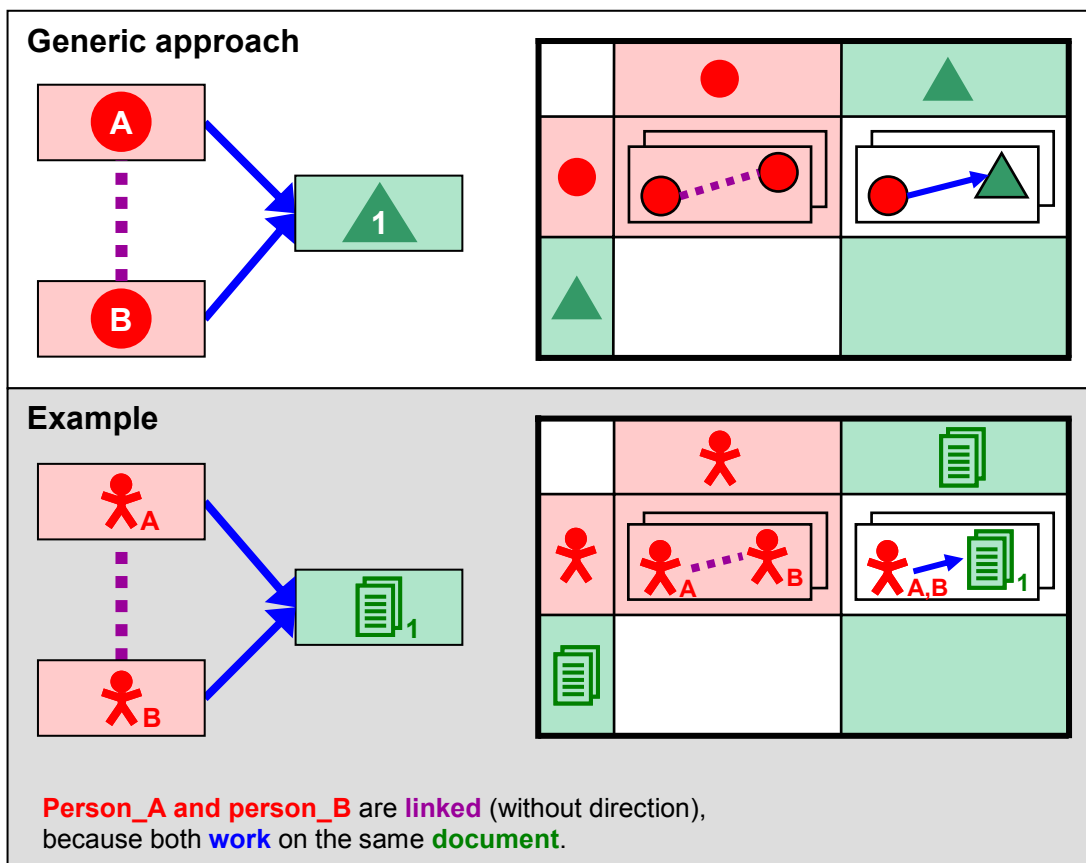 Generic approach
A
1
B
Example
A
1
B
A
B
A,B
1
Person_A and person_B are linked (without direction),
because both work on the same document.